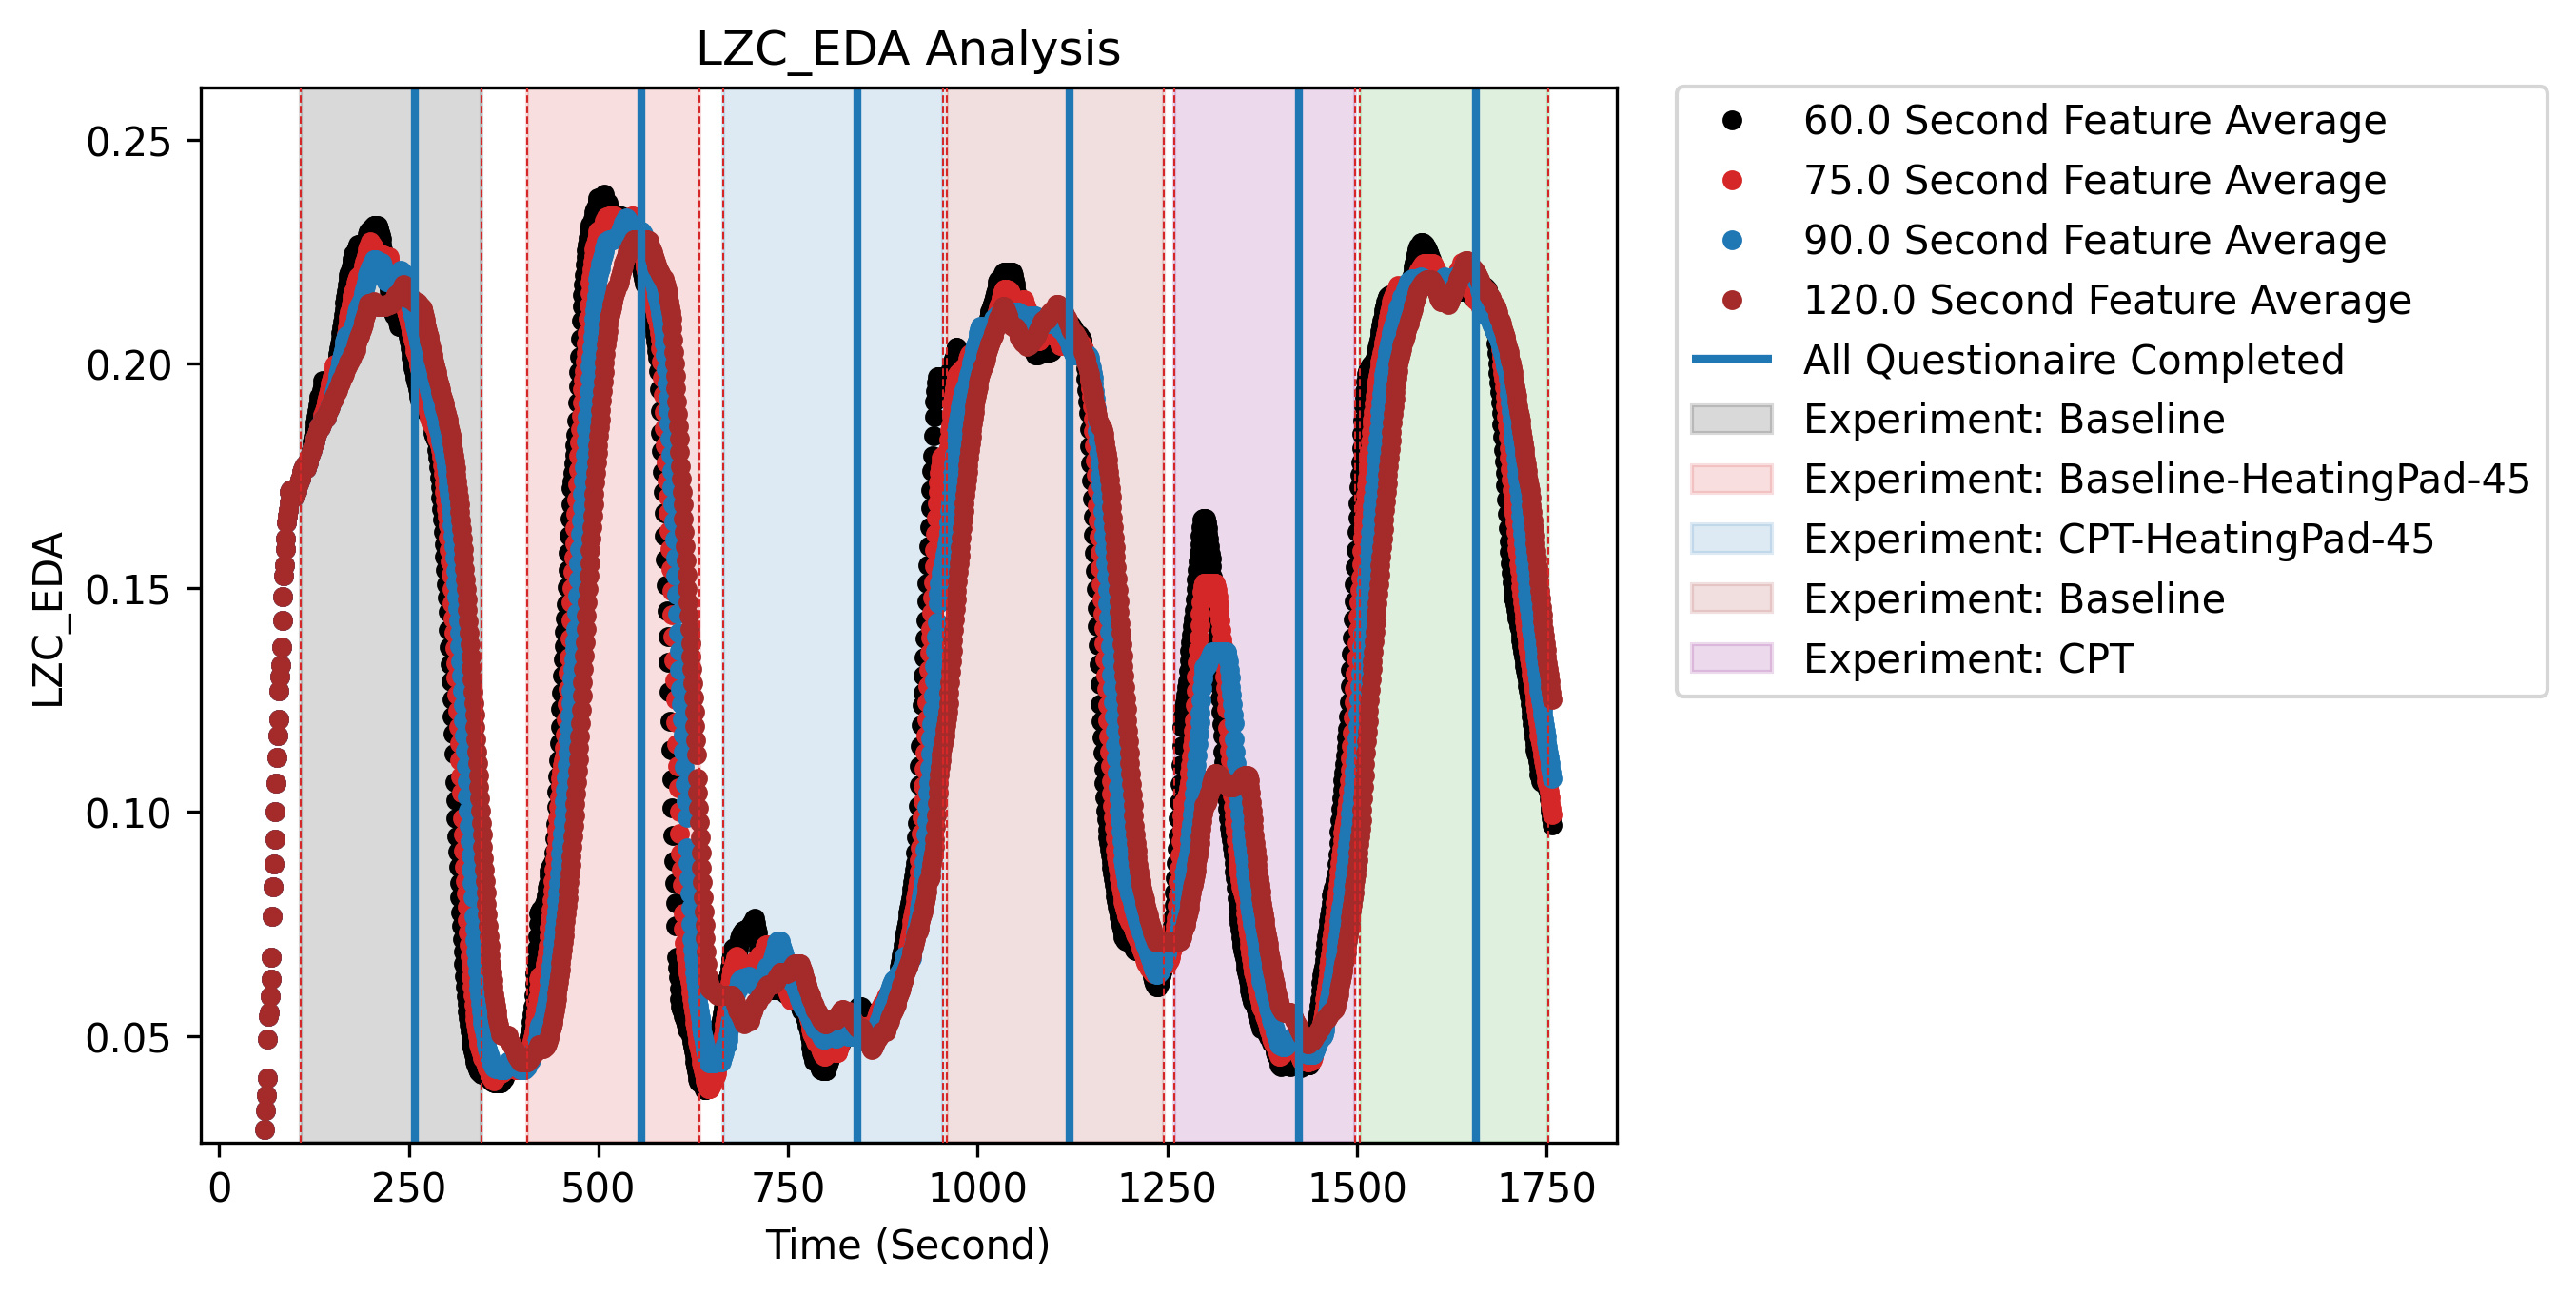 LZC_EDA Analysis
0.25
0.20
0.15
0.10
0.05
LZC_EDA
0 250 500 750 1000 1250 1500 1750
Time (Second)
60.0 Second Feature Average
75.0 Second Feature Average
90.0 Second Feature Average
120.0 Second Feature Average
All Questionaire Completed
Experiment: Baseline
Experiment: Baseline-HeatingPad-45
Experiment: CPT-HeatingPad-45
Experiment: Baseline
Experiment: CPT